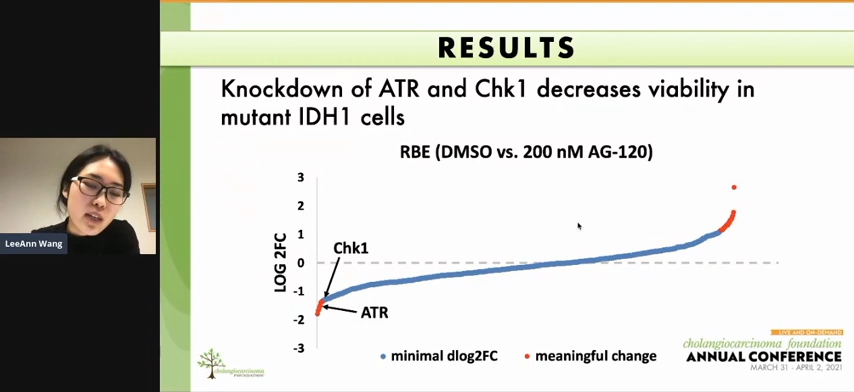 RESULTS
Knockdown of ATR and Chk1 decreases viability in
mutant IDH1 cells
RBE (DMSO vs. 200 nM AG-120)
3
2
1
0
-1
-2
-3
LOG 2FC
Chk1
ATR
minimal dlog2FC
meaningful change
LeeAnn Wang
cholangiocarcinoma
FOUNDATION
LIVE AND ON-DEMAND
cholangiocarcinoma foundation
ANNUAL CONFERENCE
MARCH 31 - APRIL 2, 2021